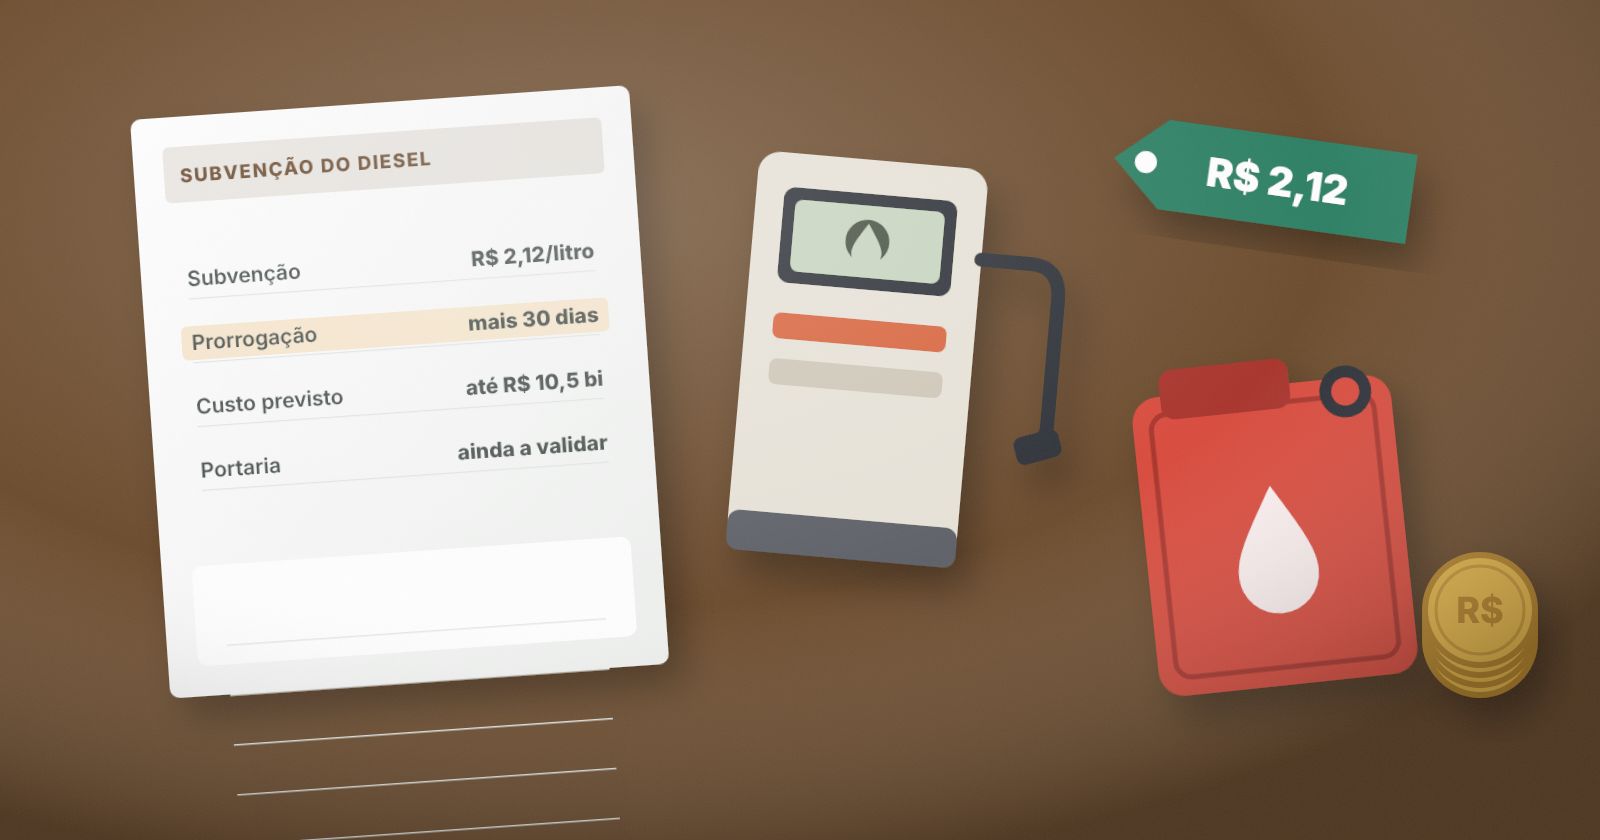 SUBVENÇÃO DO DIESEL
Subvenção R$ 2,12/litro
Prorrogação mais 30 dias
Custo previsto até R$ 10,5 bi
Portaria ainda a validar
R$ 2,12
R$